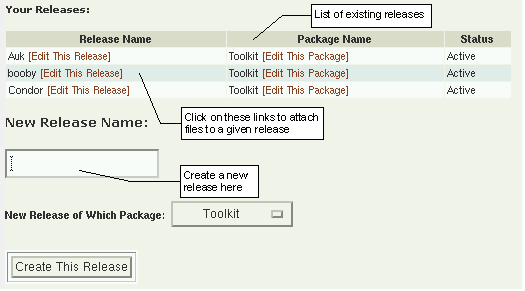 Your Releases:
List of existing releases
Release Name Package Name Status
Auk [Edit This Release] Toolkit [Edit This Package] Active
booby [Edit This Release] Toolkit [Edit This Package] Active
Condor [Edit This Release] Toolkit [Edit This Package] Active
New Release Name:
Click on these links to attach
files to a given release
Create a new
release here
New Release of Which Package: Toolkit
Create This Release